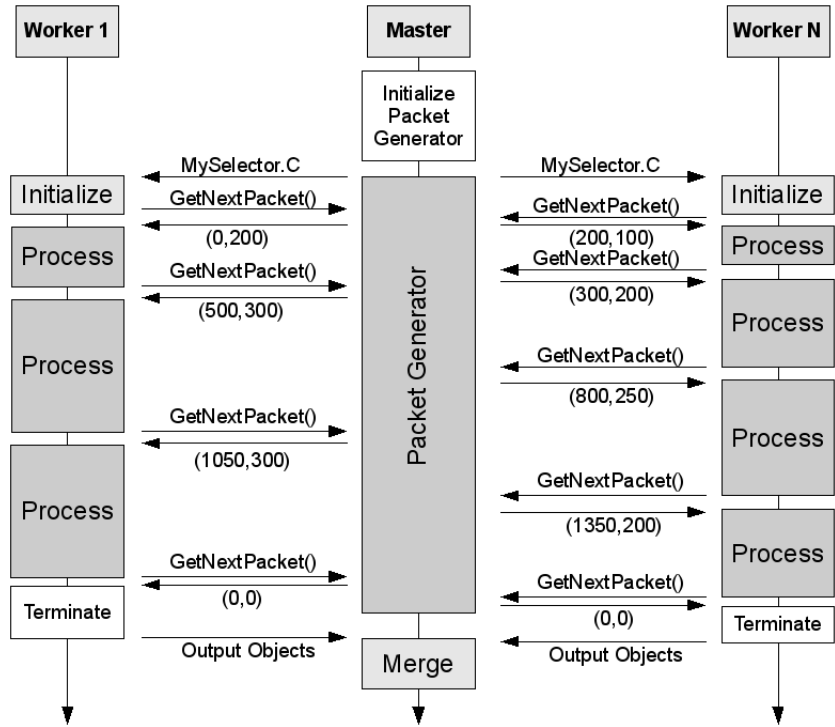 Worker 1
Master
Worker N
Initialize
Packet
Generator
MySelector.C
MySelector.C
Initialize
GetNextPacket()
GetNextPacket()
Initialize
(0,200)
(200,100)
Process
Process
GetNextPacket()
GetNextPacket()
(500,300)
(300,200)
Process
Packet Generator
Process
GetNextPacket()
(800,250)
GetNextPacket()
(1050,300)
Process
Process
GetNextPacket()
(1350,200)
Process
GetNextPacket()
(0,0)
GetNextPacket()
(0,0)
Terminate
Terminate
Output Objects
Merge
Output Objects